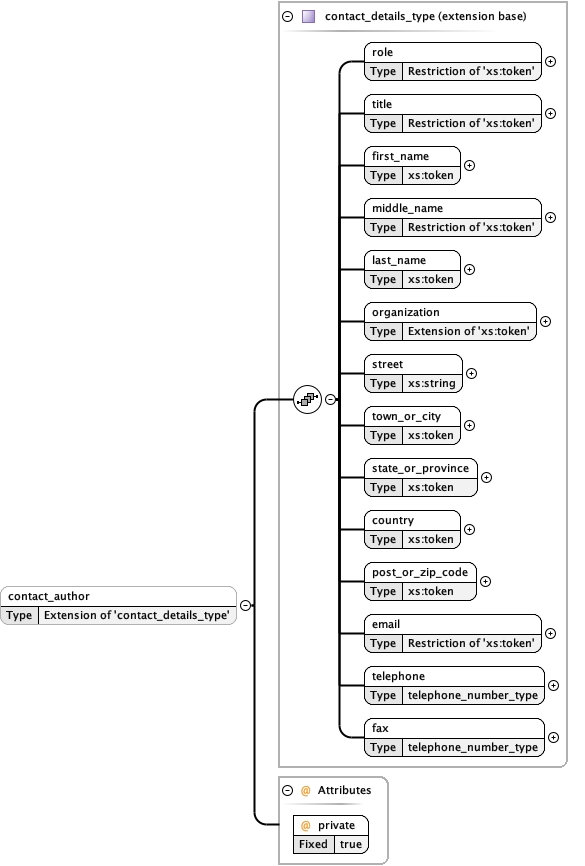 contact_details_type (extension base)
role
Type Restriction of 'xs:token'
title
Type Restriction of 'xs:token'
first_name
Type xs:token
middle_name
Type Restriction of 'xs:token'
last_name
Type xs:token
organization
Type Extension of 'xs:token'
street
Type xs:string
town_or_city
Type xs:token
state_or_province
Type xs:token
country
Type xs:token
post_or_zip_code
Type xs:token
email
Type Restriction of 'xs:token'
telephone
Type telephone_number_type
fax
Type telephone_number_type
contact_author
Type Extension of 'contact_details_type'
@ Attributes
@ private
Fixed true